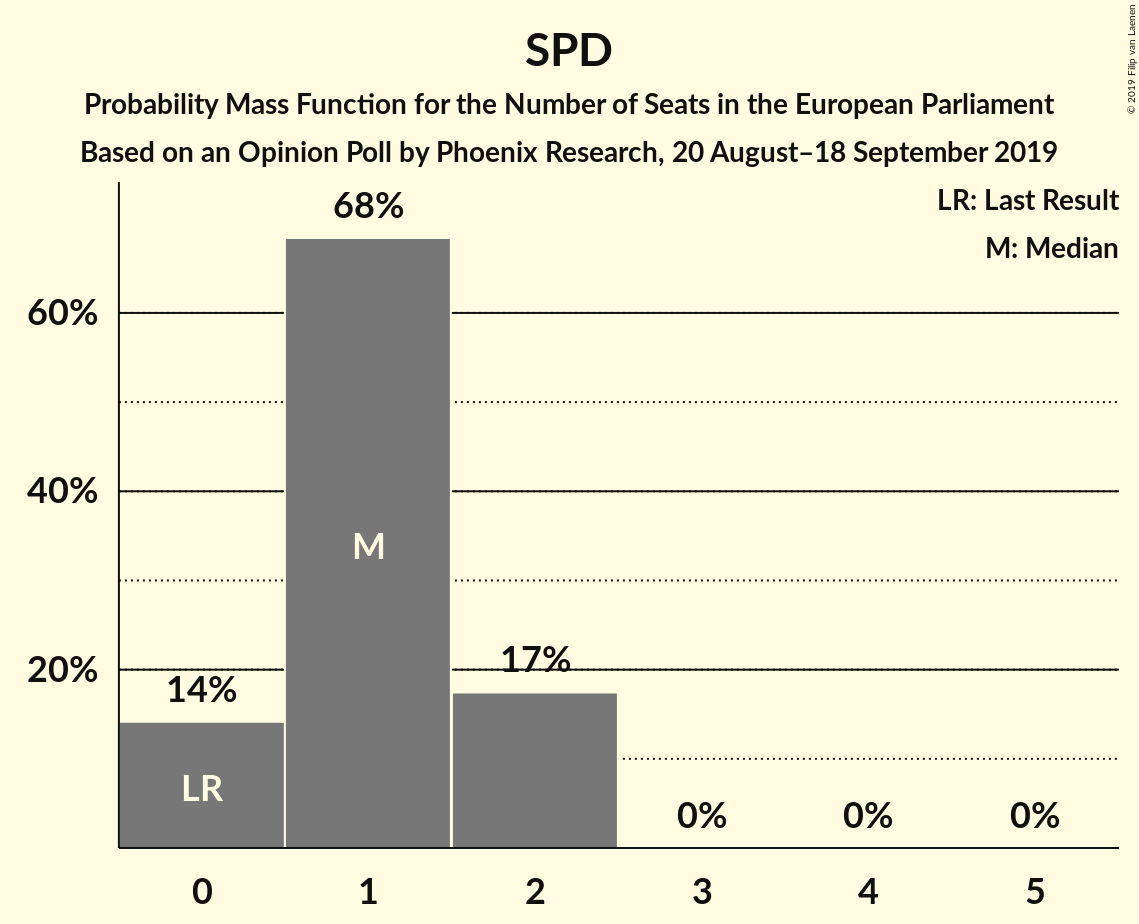 SPD
Probability Mass Function for the Number of Seats in the European Parliament
Based on an Opinion Poll by Phoenix Research, 20 August–18 September 2019
© 2019 Filip van Laenen
LR: Last Result
M: Median
68%
60%
40%
M
20%
17%
14%
LR
0%
0%
0%
0
1
2
3
4
5